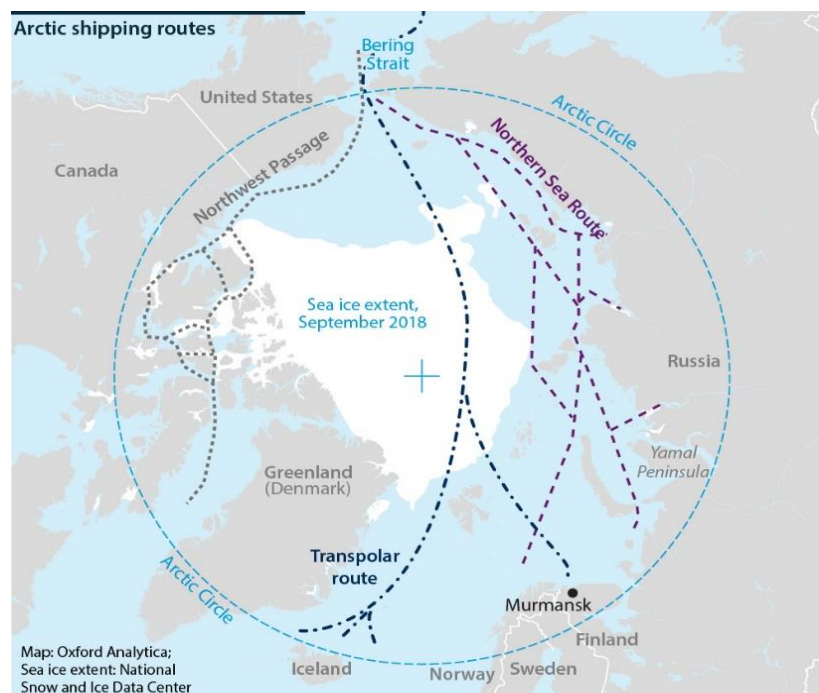 Arctic shipping routes
Bering
Strait
United States
Arctic Circle
Canada
Northwest Passage
Northern Sea Route
Sea ice extent,
September 2018
Russia
Yamal
Peninsula
Greenland
(Denmark)
Transpolar
route
Arctic Circle
Murmansk
Finland
Iceland
Norway
Sweden
Map: Oxford Analytica;
Sea ice extent: National
Snow and Ice Data Center